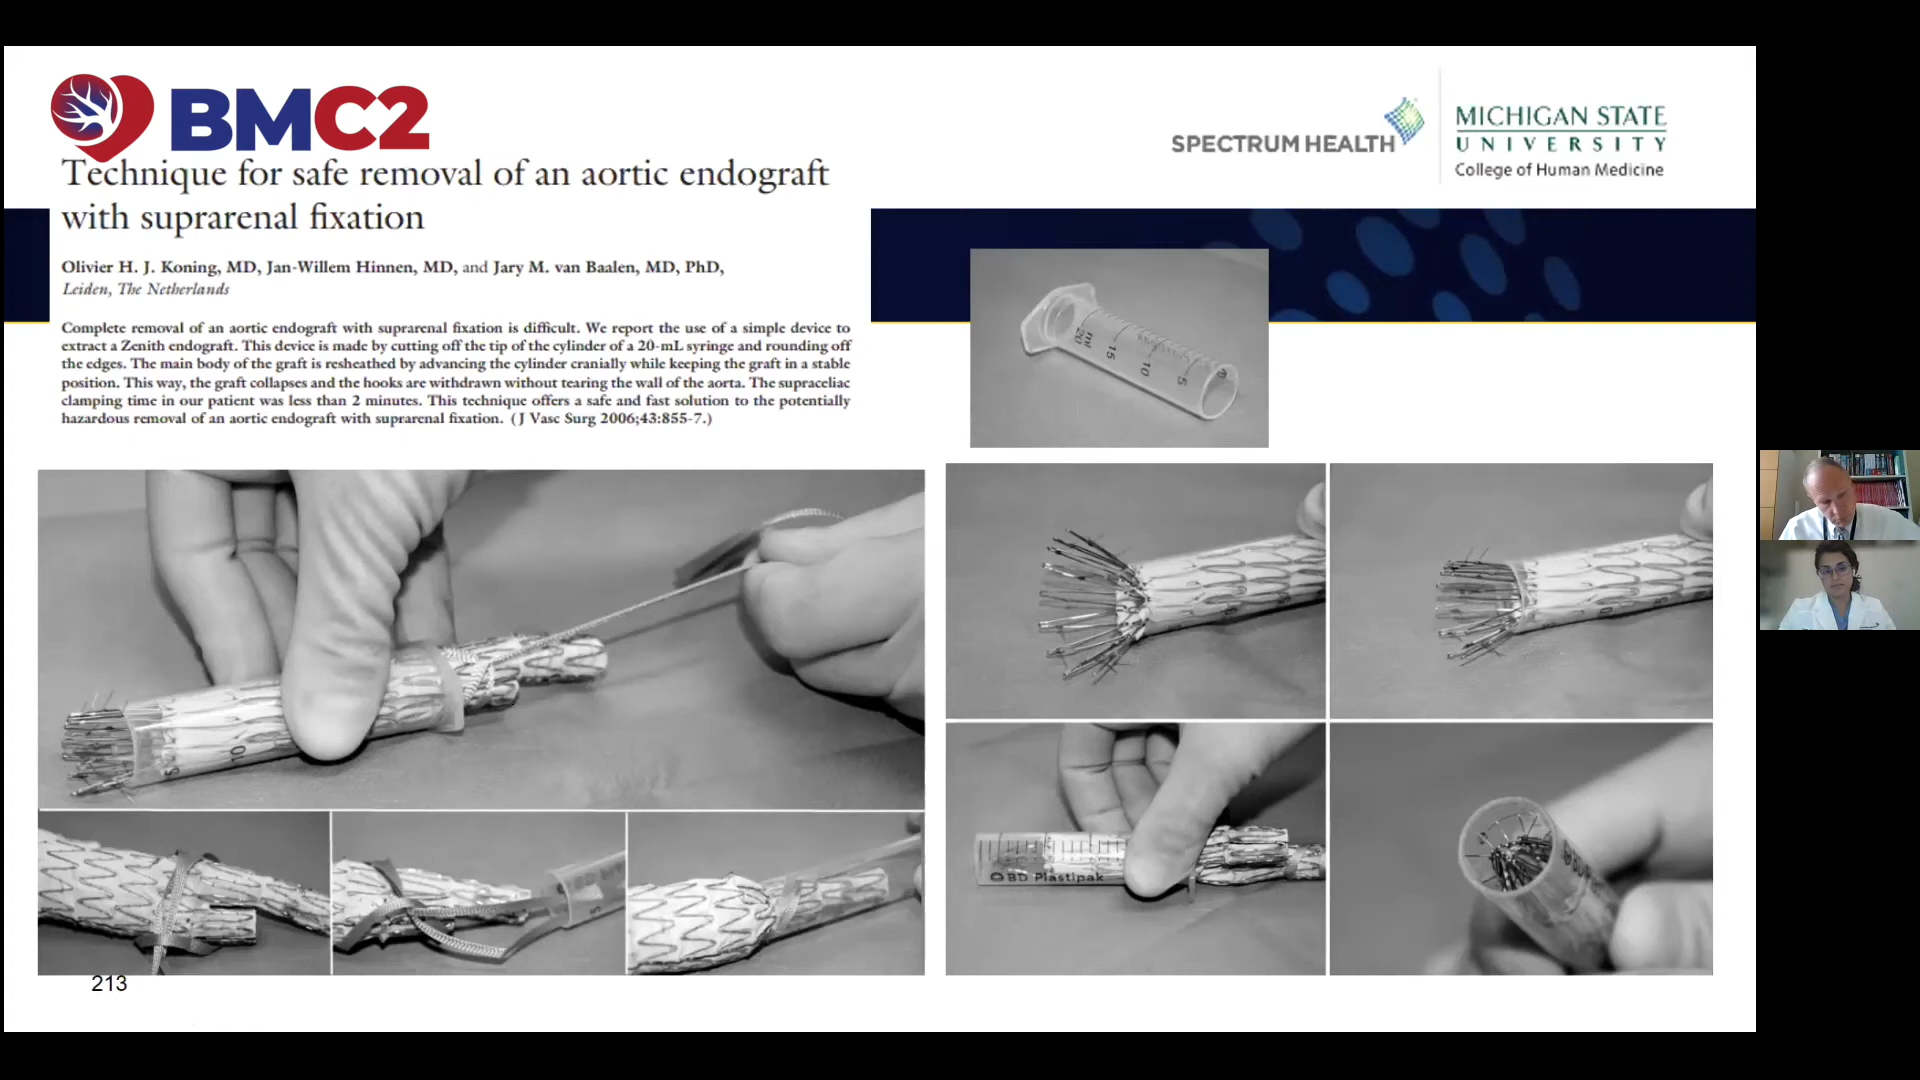 BMC2
SPECTRUM HEALTH
MICHIGAN STATE
UNIVERSITY
College of Human Medicine
Technique for safe removal of an aortic endograft
with suprarenal fixation
Olivier H. J. Koning, MD, Jan-Willem Hinnen, MD, and Jary M. van Baalen, MD, PhD,
Leiden, The Netherlands
Complete removal of an aortic endograft with suprarenal fixation is difficult. We report the use of a simple device to
extract a Zenith endograft. This device is made by cutting off the tip of the cylinder of a 20-mL syringe and rounding off
the edges. The main body of the graft is resheathed by advancing the cylinder cranially while keeping the graft in a stable
position. This way, the graft collapses and the hooks are withdrawn without tearing the wall of the aorta. The supraceliac
clamping time in our patient was less than 2 minutes. This technique offers a safe and fast solution to the potentially
hazardous removal of an aortic endograft with suprarenal fixation. (J Vasc Surg 2006;43:855-7.)
20 ml 15 10 5
5 10
BD Plastipak
213